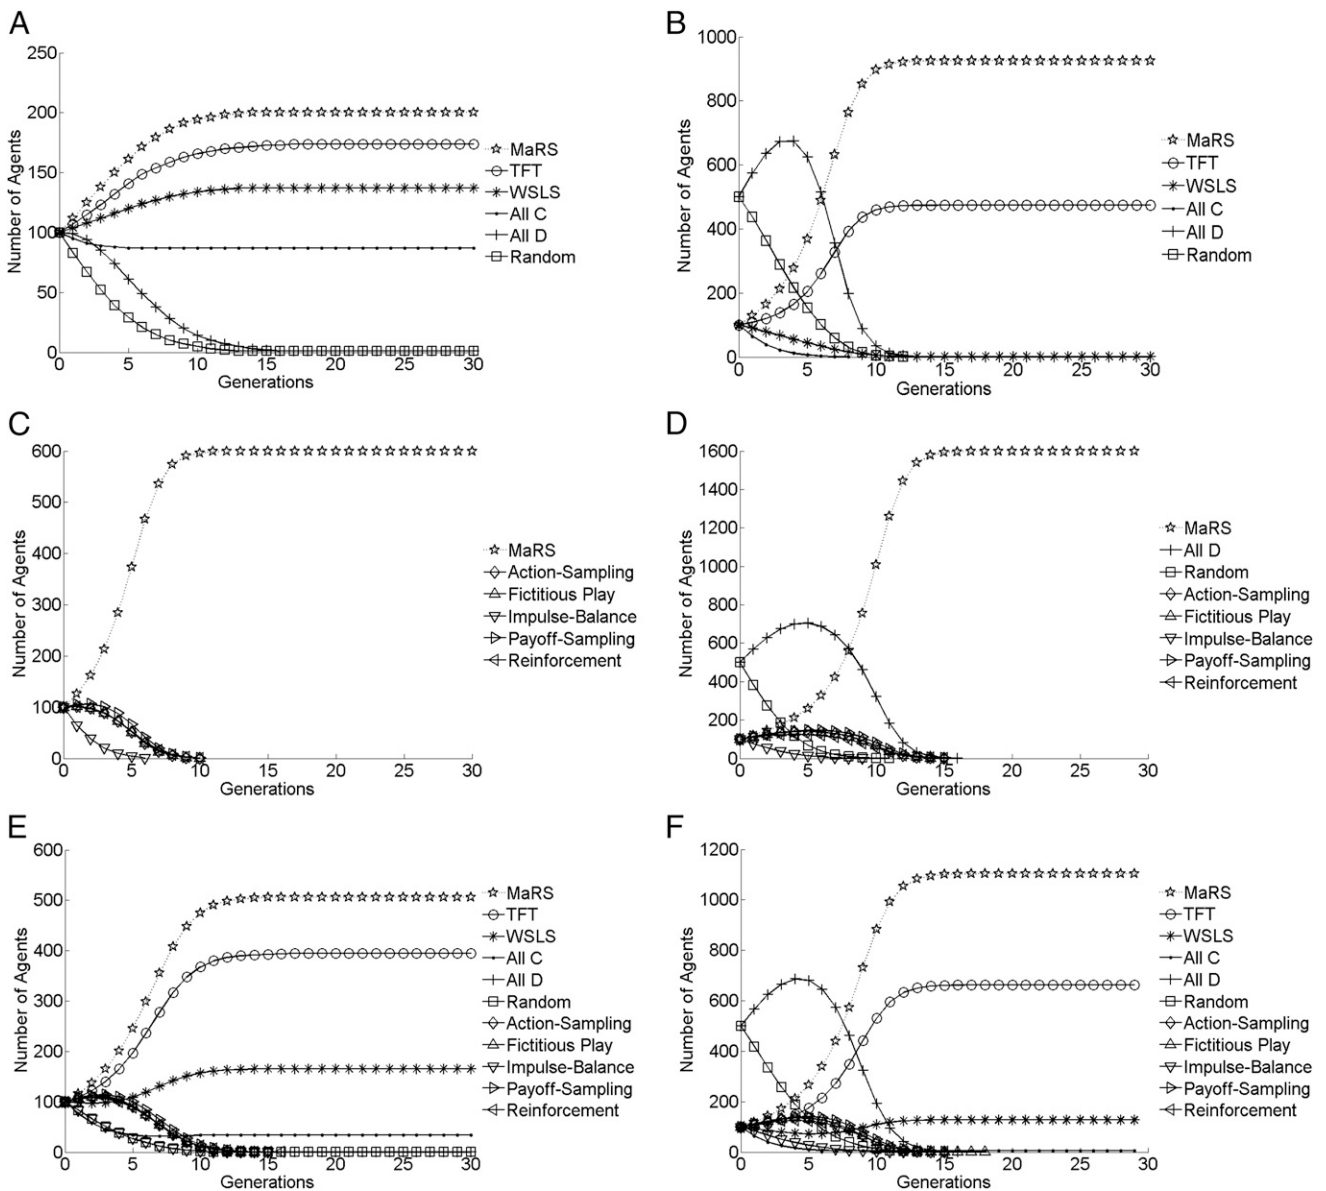 A
250
200
150
100
50
0
Number of Agents
0 5 10 15 20 25 30
Generations
MaRS
TFT
WSLS
All C
All D
Random
B
1000
800
600
400
200
0
Number of Agents
0 5 10 15 20 25 30
Generations
MaRS
TFT
WSLS
All C
All D
Random
C
600
500
400
300
200
100
0
Number of Agents
0 5 10 15 20 25 30
Generations
MaRS
Action-Sampling
Fictitious Play
Impulse-Balance
Payoff-Sampling
Reinforcement
D
1600
1400
1200
1000
800
600
400
200
0
Number of Agents
0 5 10 15 20 25 30
Generations
MaRS
All D
Random
Action-Sampling
Fictitious Play
Impulse-Balance
Payoff-Sampling
Reinforcement
E
600
500
400
300
200
100
0
Number of Agents
0 5 10 15 20 25 30
Generations
MaRS
TFT
WSLS
All C
All D
Random
Action-Sampling
Fictitious Play
Impulse-Balance
Payoff-Sampling
Reinforcement
F
1200
1000
800
600
400
200
0
Number of Agents
0 5 10 15 20 25 30
Generations
MaRS
TFT
WSLS
All C
All D
Random
Action-Sampling
Fictitious Play
Impulse-Balance
Payoff-Sampling
Reinforcement